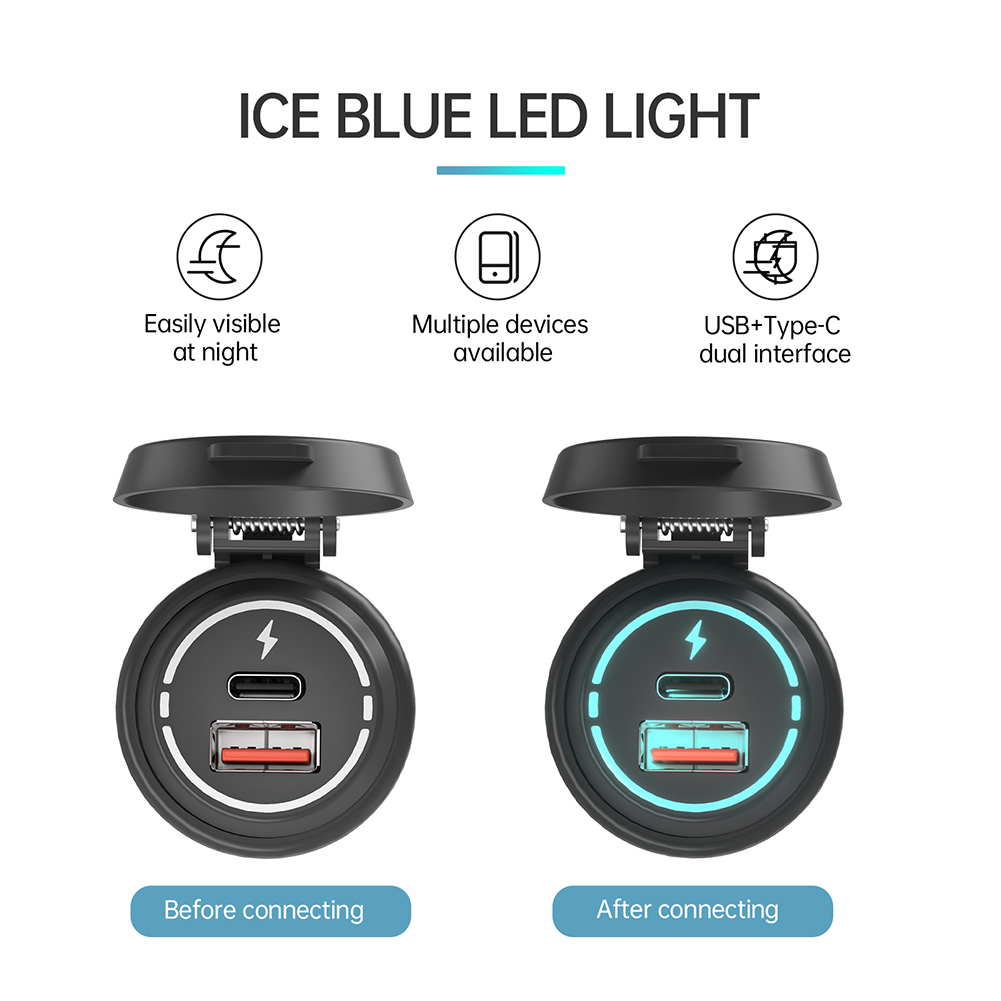 ICE BLUE LED LIGHT
Easily visible
at night
Multiple devices
available
USB+Type-C
dual interface
Before connecting
After connecting